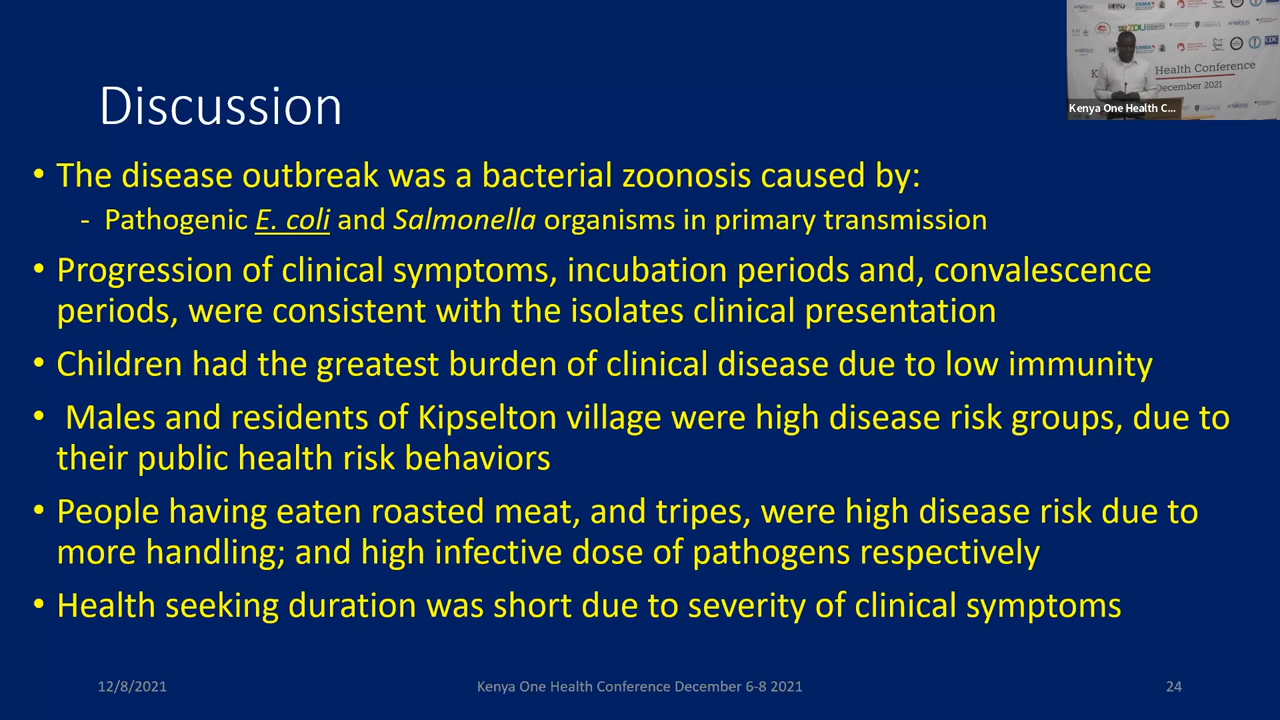 Discussion
• The disease outbreak was a bacterial zoonosis caused by:
- Pathogenic E. coli and Salmonella organisms in primary transmission
• Progression of clinical symptoms, incubation periods and, convalescence
periods, were consistent with the isolates clinical presentation
• Children had the greatest burden of clinical disease due to low immunity
• Males and residents of Kipselton village were high disease risk groups, due to
their public health risk behaviors
• People having eaten roasted meat, and tripes, were high disease risk due to
more handling; and high infective dose of pathogens respectively
• Health seeking duration was short due to severity of clinical symptoms
12/8/2021
Kenya One Health Conference December 6-8 2021
24
ZDU
Health Conference
December 2021
Kenya One Health C...